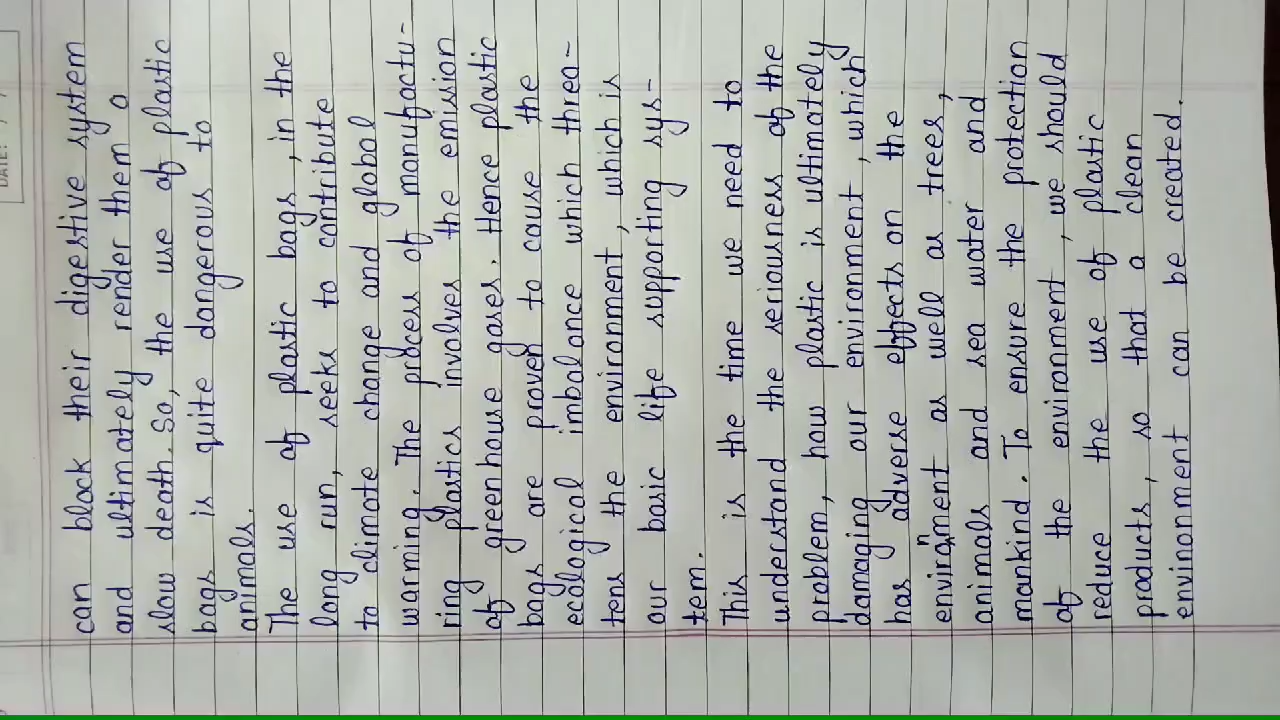 DATE:
can block their digestive system
and ultimately render them a
slow death. So, the use of plastic
bags is quite dangerous to
animals.
The use of plastic bags, in the
long run, seeks to contribute
to climate change and global
warming. The process of manufactu-
ring plastics involves the emission
of greenhouse gases. Hence plastic
bags are proven to cause the
ecological imbalance which threa-
tens the environment, which is
our basic life supporting sys-
tem.
This is the time we need to
understand the seriousness of the
problem, how plastic is ultimately
damaging our environment, which
has adverse effects on the
environment as well as trees,
animals and sea water and
mankind. To ensure the protection
of the environment, we should
reduce the use of plastic
products, so that a clean
envinonment can be created.